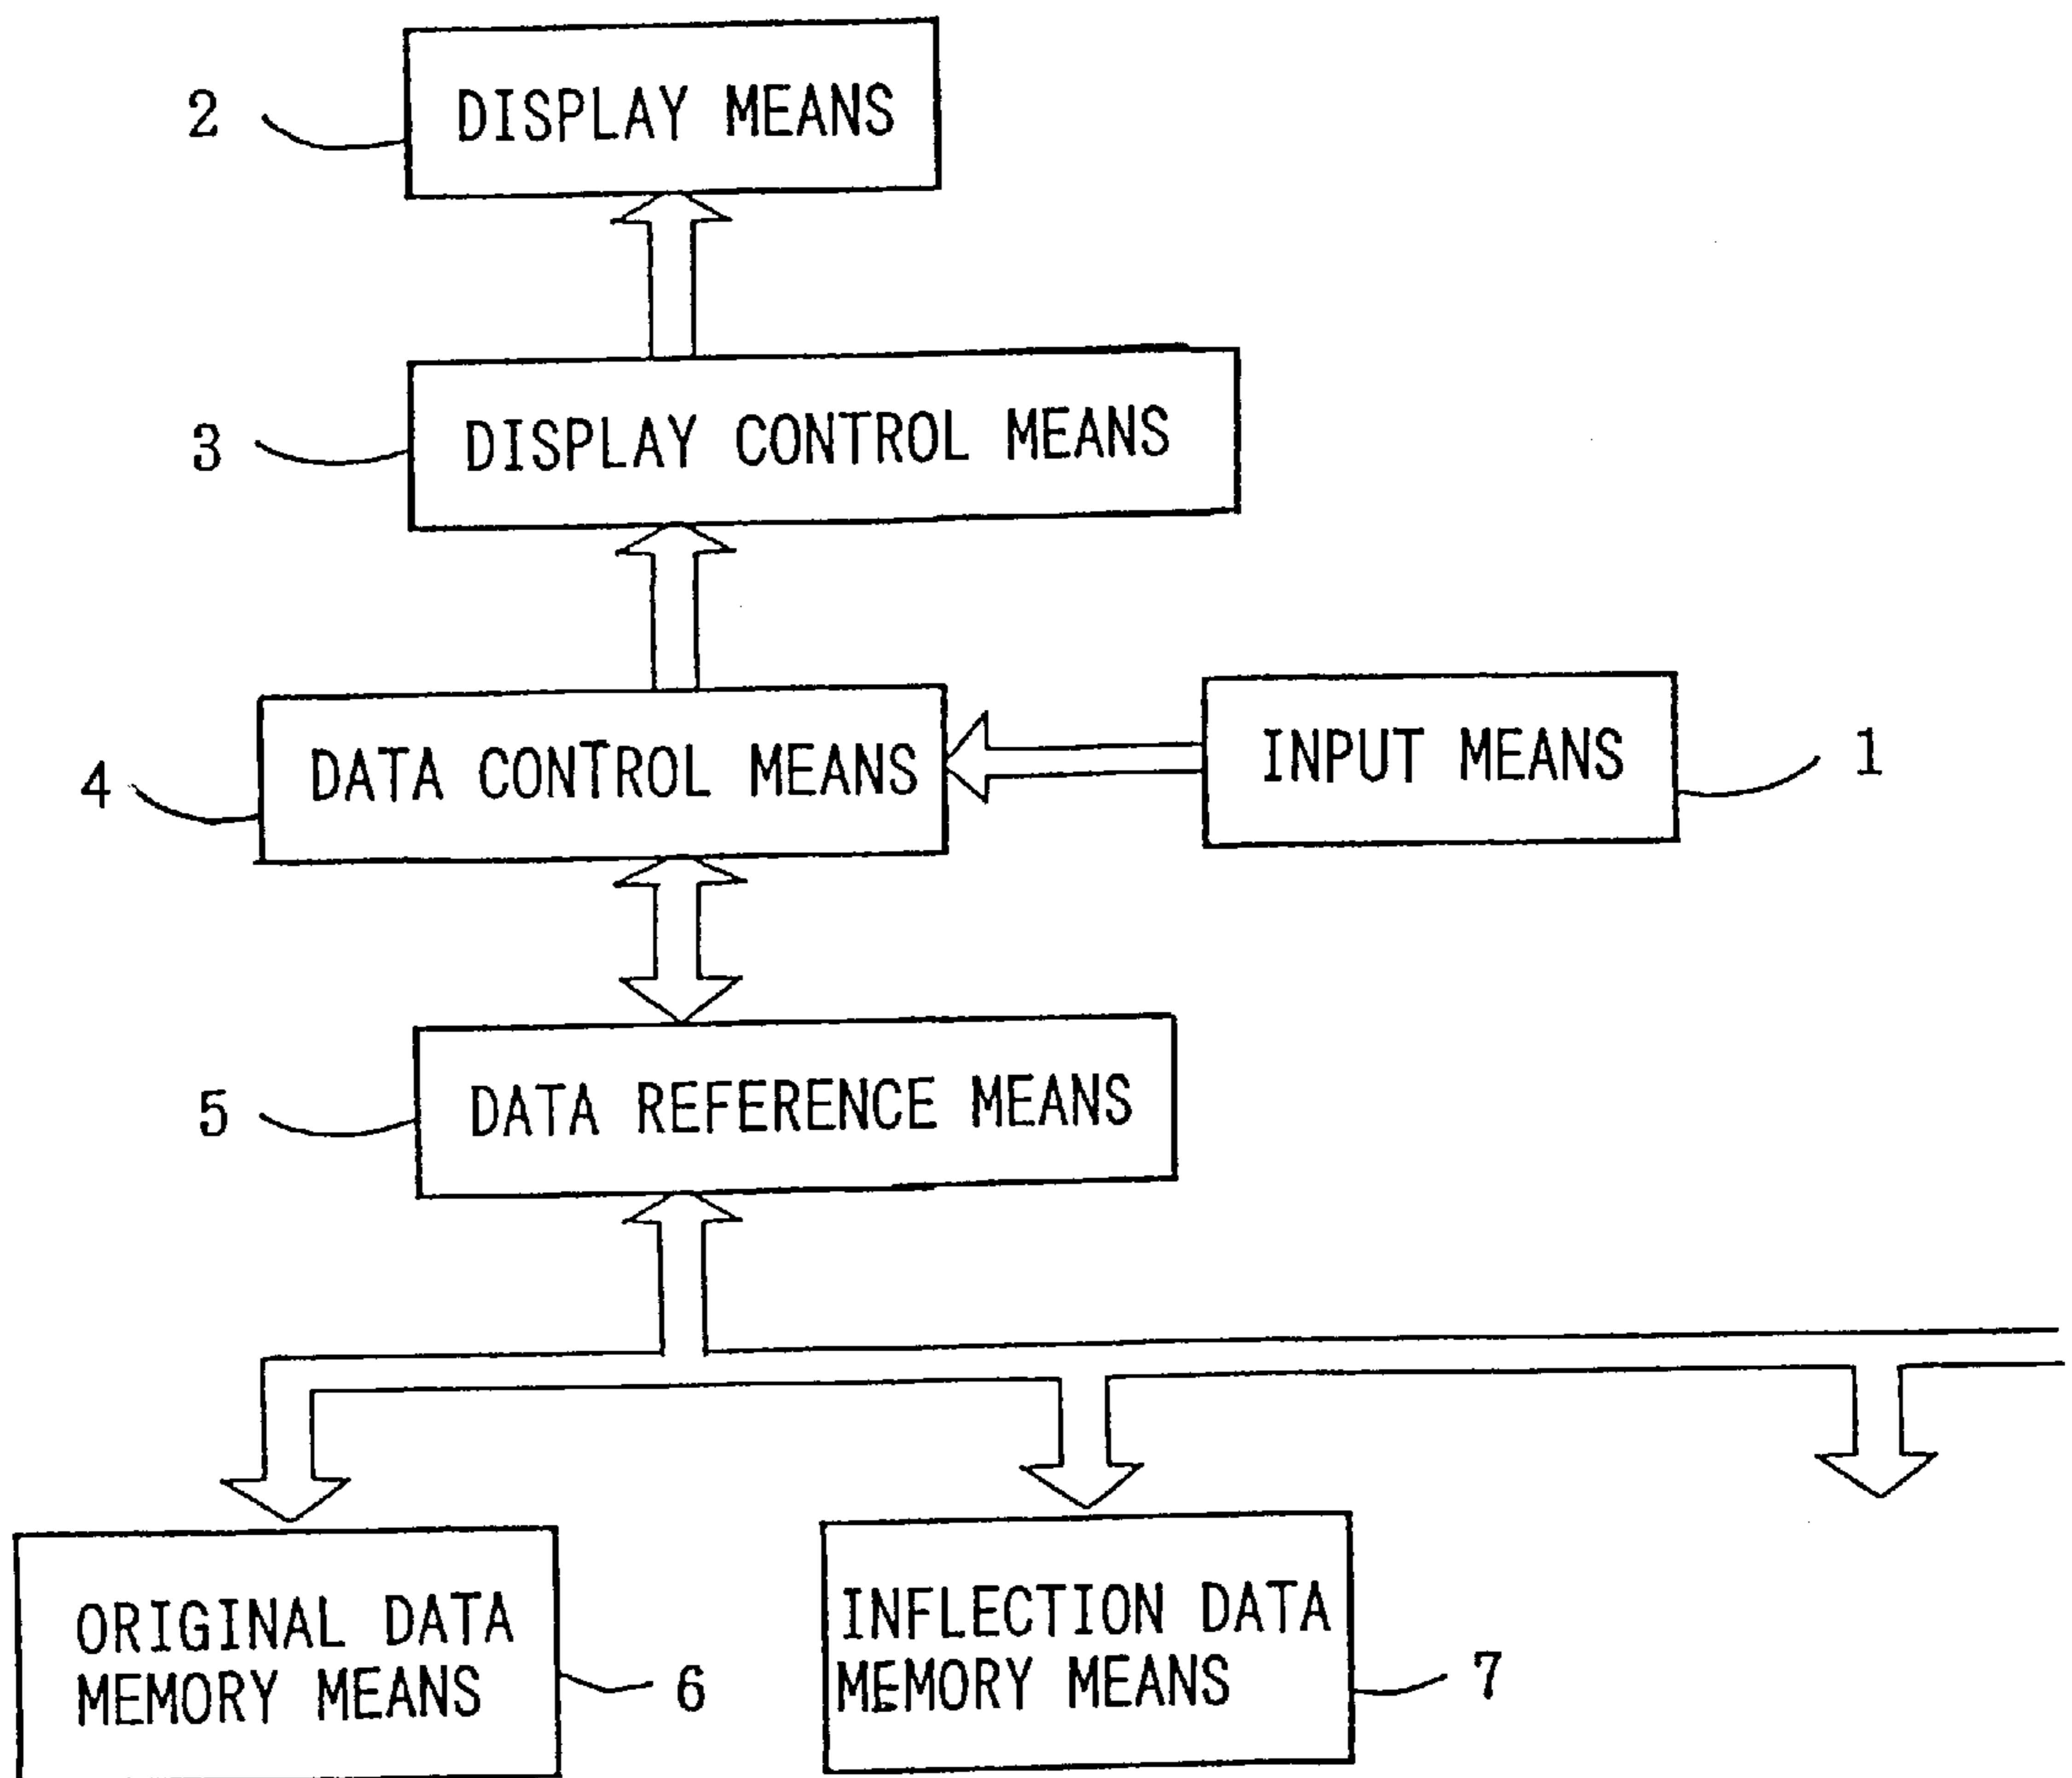 2
DISPLAY MEANS
3
DISPLAY CONTROL MEANS
4
DATA CONTROL MEANS
INPUT MEANS
1
5
DATA REFERENCE MEANS
ORIGINAL DATA
MEMORY MEANS
6
INFLECTION DATA
MEMORY MEANS
7